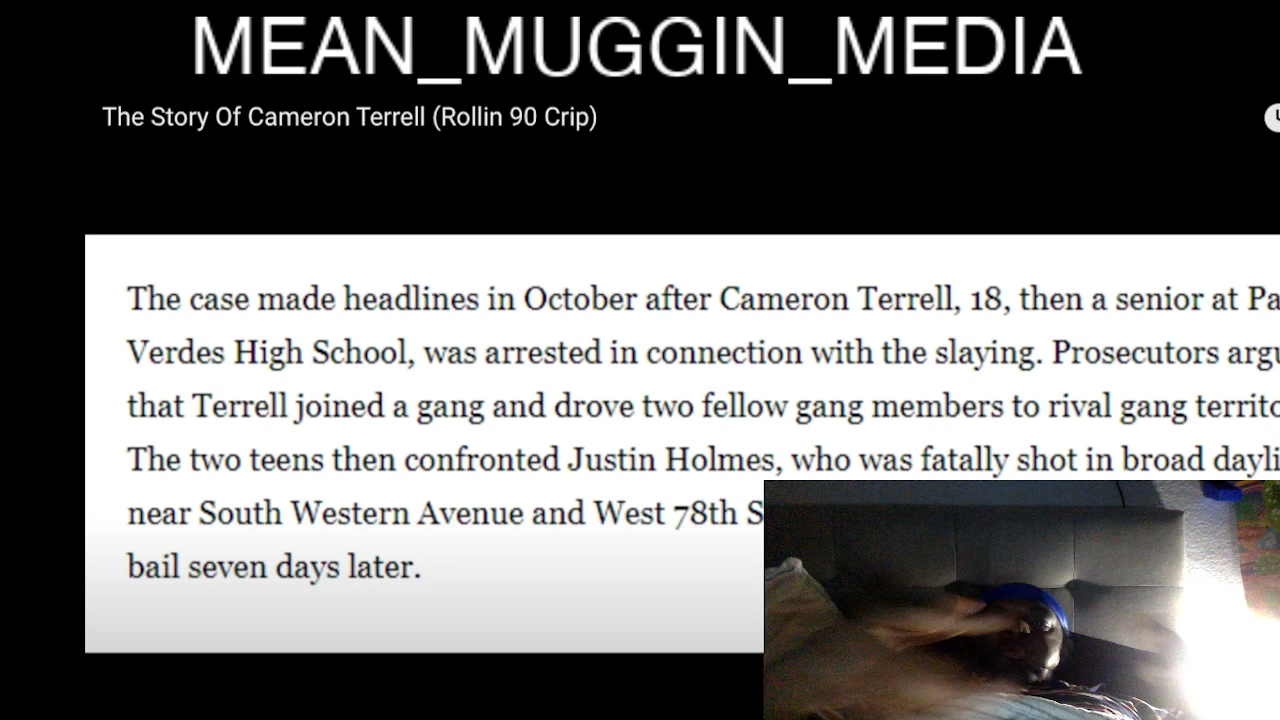 MEAN_MUGGIN_MEDIA
The Story Of Cameron Terrell (Rollin 90 Crip)
The case made headlines in October after Cameron Terrell, 18, then a senior at
Verdes High School, was arrested in connection with the slaying. Prosecutors
that Terrell joined a gang and drove two fellow gang members to rival gang
The two teens then confronted Justin Holmes, who was fatally shot in broad
near South Western Avenue and West 78th
bail seven days later.